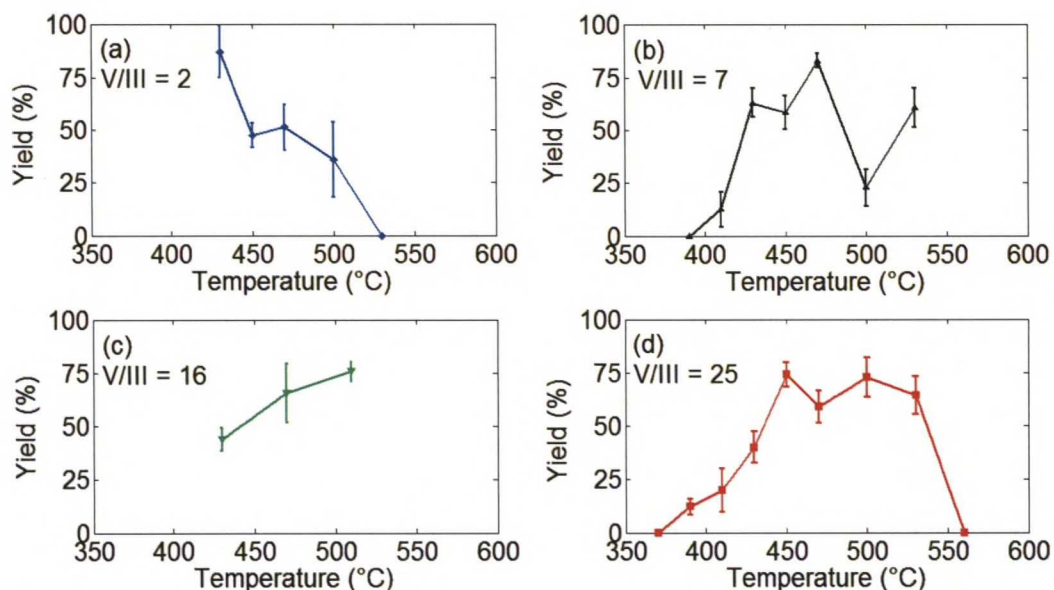 100
75
50
25
0
Yield (%)
(a)
V/III = 2
350 400 450 500 550 600
Temperature (°C)
100
75
50
25
0
Yield (%)
(b)
V/III = 7
350 400 450 500 550 600
Temperature (°C)
100
75
50
25
0
Yield (%)
(c)
V/III = 16
350 400 450 500 550 600
Temperature (°C)
100
75
50
25
0
Yield (%)
(d)
V/III = 25
350 400 450 500 550 600
Temperature (°C)